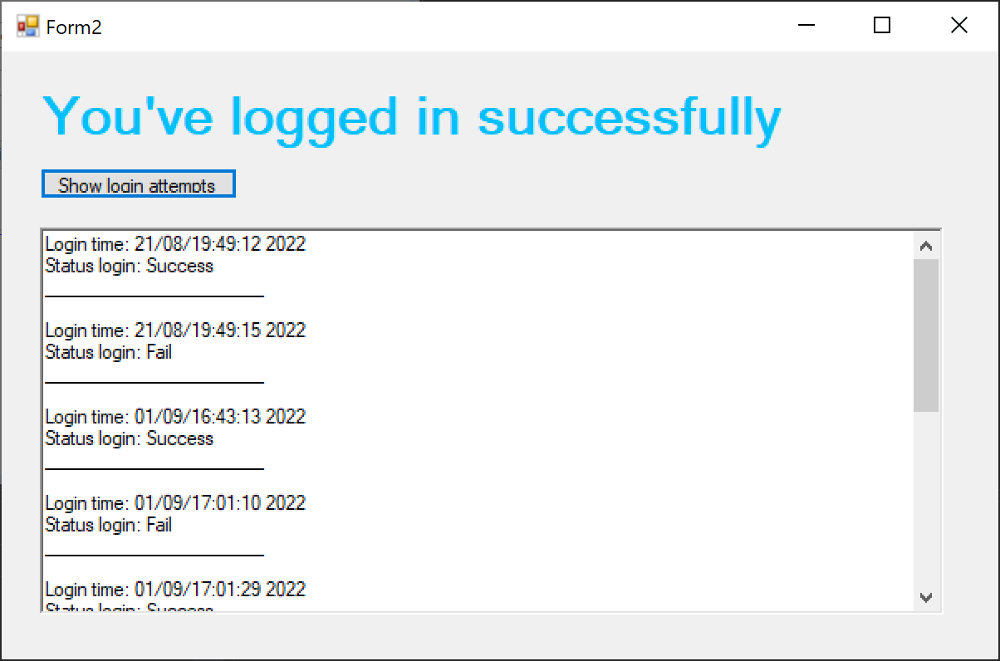 Form2
You've logged in successfully
Show login attempts
Login time: 21/08/19:49:12 2022
Status login: Success
______________________
Login time: 21/08/19:49:15 2022
Status login: Fail
______________________
Login time: 01/09/16:43:13 2022
Status login: Success
______________________
Login time: 01/09/17:01:10 2022
Status login: Fail
______________________
Login time: 01/09/17:01:29 2022
Status login: Success